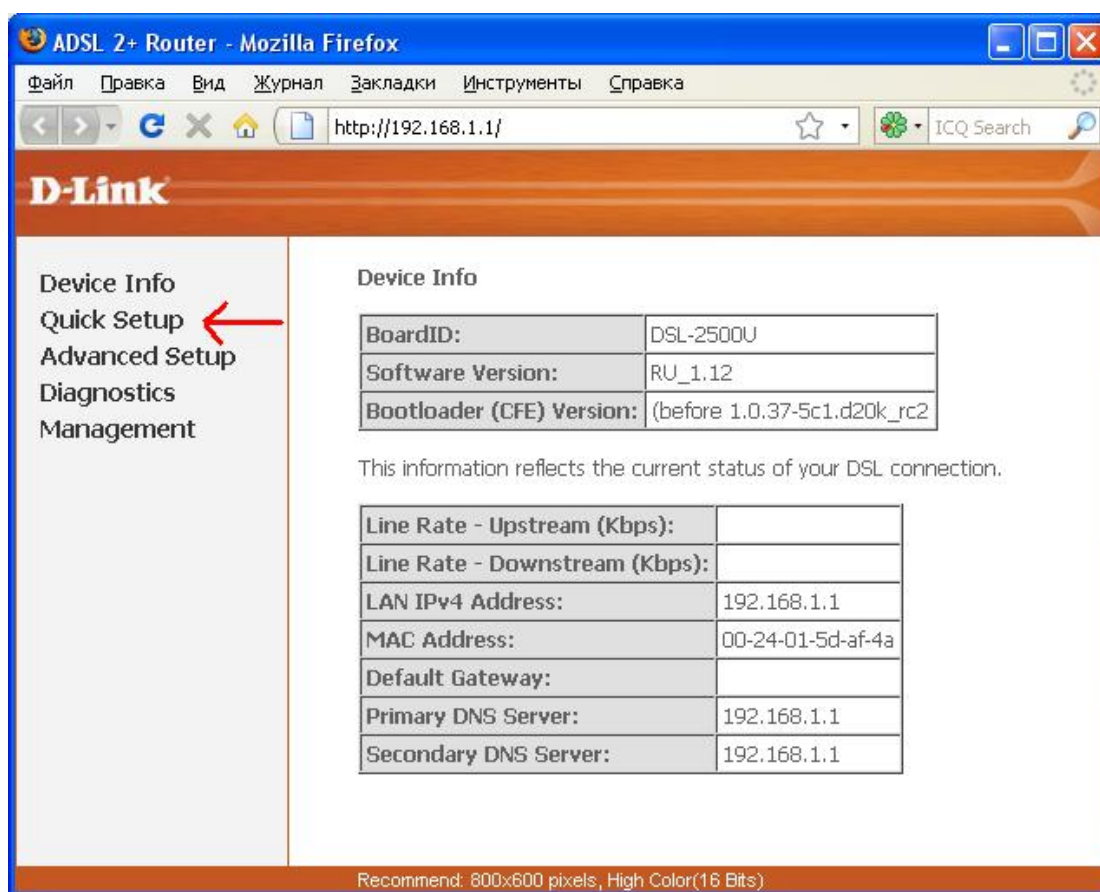 ADSL 2+ Router - Mozilla Firefox
Файл Правка Вид Журнал Закладки Инструменты Справка
http://192.168.1.1/ ICQ Search
D-Link
Device Info
Quick Setup
Advanced Setup
Diagnostics
Management
Device Info
BoardID: DSL-2500U
Software Version: RU_1.12
Bootloader (CFE) Version: (before 1.0.37-5c1.d20k_rc2
This information reflects the current status of your DSL connection.
Line Rate - Upstream (Kbps):
Line Rate - Downstream (Kbps):
LAN IPv4 Address: 192.168.1.1
MAC Address: 00-24-01-5d-af-4a
Default Gateway:
Primary DNS Server: 192.168.1.1
Secondary DNS Server: 192.168.1.1
Recommend: 800x600 pixels, High Color(16 Bits)